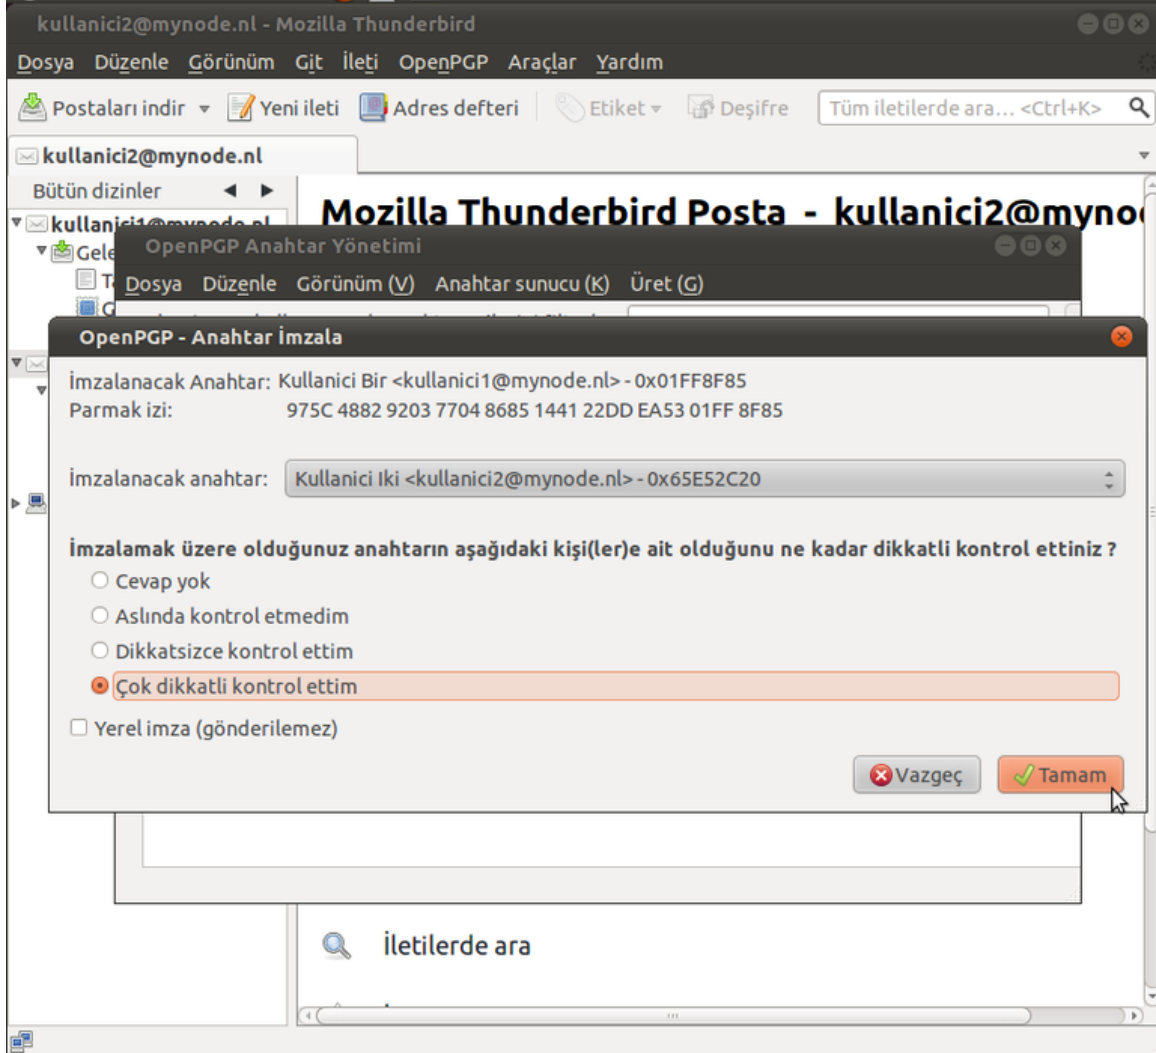 kullanici2@mynode.nl - Mozilla Thunderbird
Dosya Düzenle Görünüm Git İleti OpenPGP Araçlar Yardım
Postaları indir Yeni ileti Adres defteri Etiket Deşifre Tüm iletilerde ara... <Ctrl+K>
kullanici2@mynode.nl
Bütün dizinler
Mozilla Thunderbird Posta - kullanici2@myno
kullanici1@mynode.nl
Gele
OpenPGP Anahtar Yönetimi
Dosya Düzenle Görünüm (V) Anahtar sunucu (K) Üret (G)
OpenPGP - Anahtar İmzala
İmzalanacak Anahtar: Kullanici Bir <kullanici1@mynode.nl> - 0x01FF8F85
Parmak izi: 975C 4882 9203 7704 8685 1441 22DD EA53 01FF 8F85
İmzalanacak anahtar: Kullanici Iki <kullanici2@mynode.nl> - 0x65E52C20
İmzalamak üzere olduğunuz anahtarın aşağıdaki kişi(ler)e ait olduğunu ne kadar dikkatli kontrol ettiniz ?
Cevap yok
Aslında kontrol etmedim
Dikkatsizce kontrol ettim
Çok dikkatli kontrol ettim
Yerel imza (gönderilemez)
Vazgeç Tamam
İletilerde ara